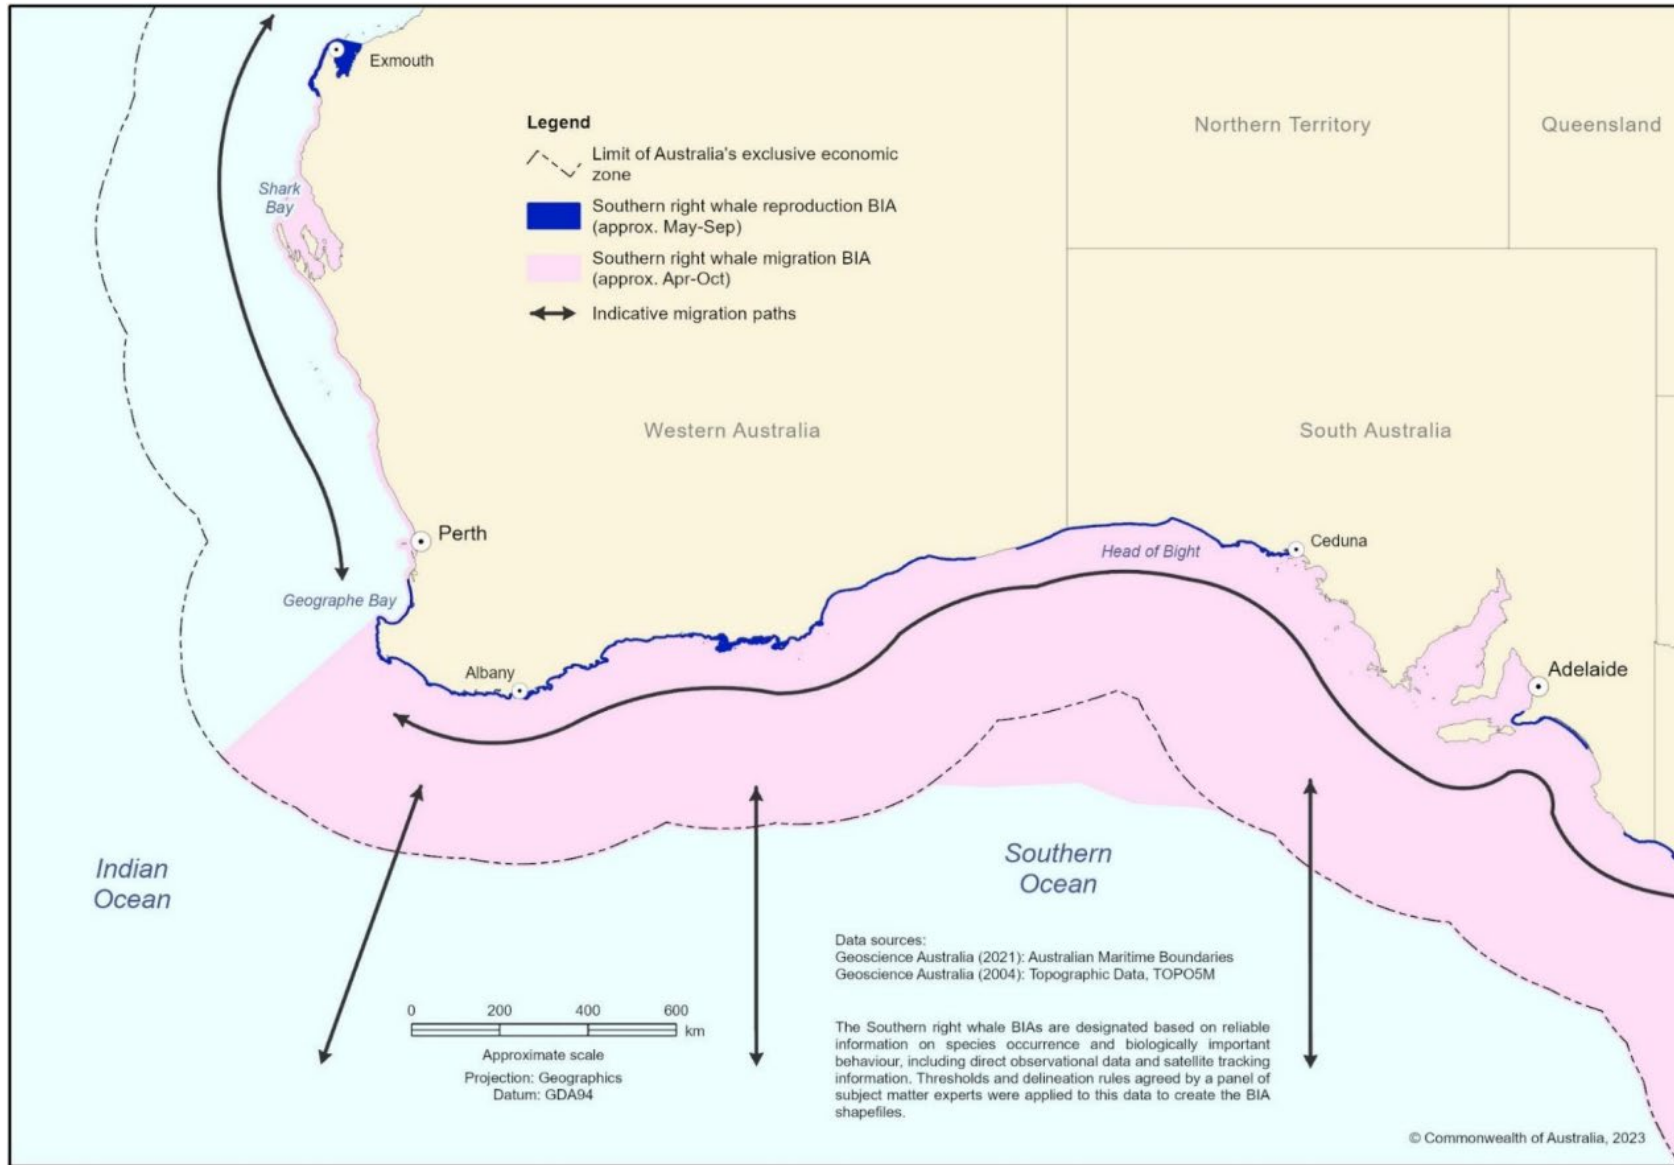 Exmouth
Legend
Northern Territory
Queensland
Limit of Australia's exclusive economic
zone
Shark
Bay
Southern right whale reproduction BIA
(approx. May-Sep)
Southern right whale migration BIA
(approx. Apr-Oct)
Indicative migration paths
Western Australia
South Australia
Perth
Head of Bight
Ceduna
Geographe Bay
Albany
Adelaide
Indian
Ocean
Southern
Ocean
Data sources:
Geoscience Australia (2021): Australian Maritime Boundaries
Geoscience Australia (2004): Topographic Data, TOPO5M
0 200 400 600
km
Approximate scale
Projection: Geographics
Datum: GDA94
The Southern right whale BIAs are designated based on reliable
information on species occurrence and biologically important
behaviour, including direct observational data and satellite tracking
information. Thresholds and delineation rules agreed by a panel of
subject matter experts were applied to this data to create the BIA
shapefiles.
© Commonwealth of Australia, 2023